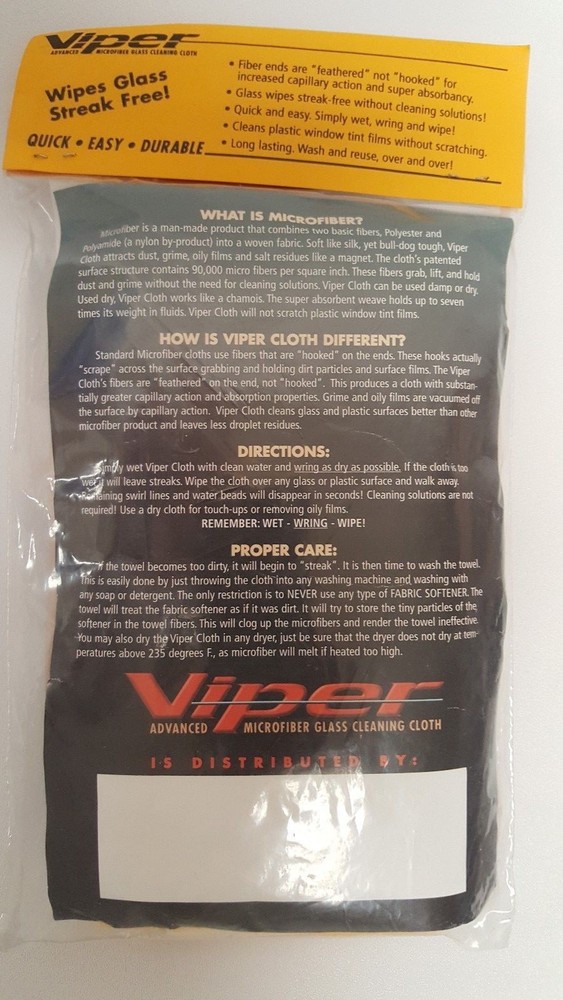 Viper
ADVANCED MICROFIBER GLASS CLEANING CLOTH
Wipes Glass
Streak Free!
QUICK • EASY • DURABLE
• Fiber ends are "feathered" not "hooked" for
increased capillary action and super absorbancy.
• Glass wipes streak-free without cleaning solutions!
• Quick and easy. Simply wet, wring and wipe!
• Cleans plastic window tint films without scratching.
• Long lasting. Wash and reuse, over and over!
WHAT IS MICROFIBER?
Microfiber is a man-made product that combines two basic fibers, Polyester and
Polyamide (a nylon by-product) into a woven fabric. Soft like silk, yet bull-dog tough, Viper
Cloth attracts dust, grime, oily films and salt residues like a magnet. The cloth's patented
surface structure contains 90,000 micro fibers per square inch. These fibers grab, lift, and hold
dust and grime without the need for cleaning solutions. Viper Cloth can be used damp or dry.
Used dry, Viper Cloth works like a chamois. The super absorbent weave holds up to seven
times its weight in fluids. Viper Cloth will not scratch plastic window tint films.
HOW IS VIPER CLOTH DIFFERENT?
Standard Microfiber cloths use fibers that are "hooked" on the ends. These hooks actually
"scrape" across the surface grabbing and holding dirt particles and surface films. The Viper
Cloth's fibers are "feathered" on the end, not "hooked". This produces a cloth with substan-
tially greater capillary action and absorption properties. Grime and oily films are vacuumed off
the surface by capillary action. Viper Cloth cleans glass and plastic surfaces better than other
microfiber product and leaves less droplet residues.
DIRECTIONS:
Simply wet Viper Cloth with clean water and wring as dry as possible. If the cloth is too
wet it will leave streaks. Wipe the cloth over any glass or plastic surface and walk away.
Remaining swirl lines and water beads will disappear in seconds! Cleaning solutions are not
required! Use a dry cloth for touch-ups or removing oily films.
REMEMBER: WET - WRING - WIPE!
PROPER CARE:
If the towel becomes too dirty, it will begin to "streak". It is then time to wash the towel.
This is easily done by just throwing the cloth into any washing machine and washing with
any soap or detergent. The only restriction is to NEVER use any type of FABRIC SOFTENER. The
towel will treat the fabric softener as if it was dirt. It will try to store the tiny particles of the
softener in the towel fibers. This will clog up the microfibers and render the towel ineffective.
You may also dry the Viper Cloth in any dryer, just be sure that the dryer does not dry at tem-
peratures above 235 degrees F., as microfiber will melt if heated too high.
Viper
ADVANCED MICROFIBER GLASS CLEANING CLOTH
IS DISTRIBUTED BY: